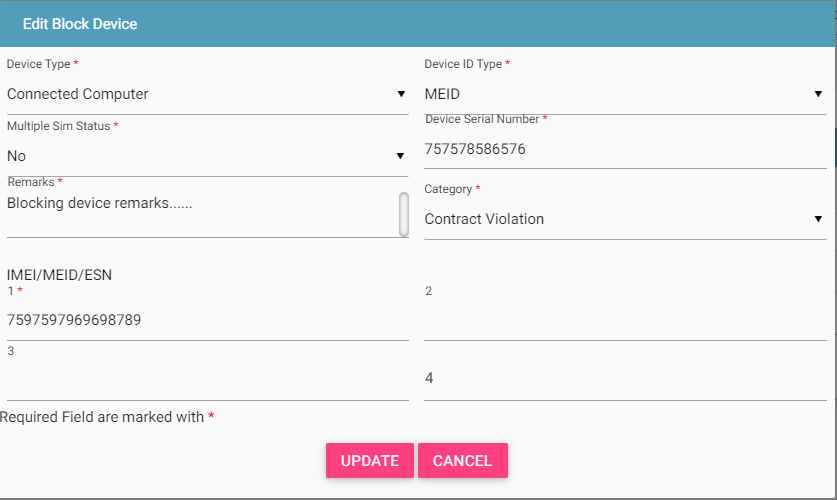 Edit Block Device
Device Type *
Device ID Type *
Connected Computer
MEID
Multiple Sim Status *
Device Serial Number *
No
757578586576
Remarks *
Category *
Blocking device remarks......
Contract Violation
IMEI/MEID/ESN
1 *
2
7597597969698789
3
4
Required Field are marked with *
UPDATE
CANCEL